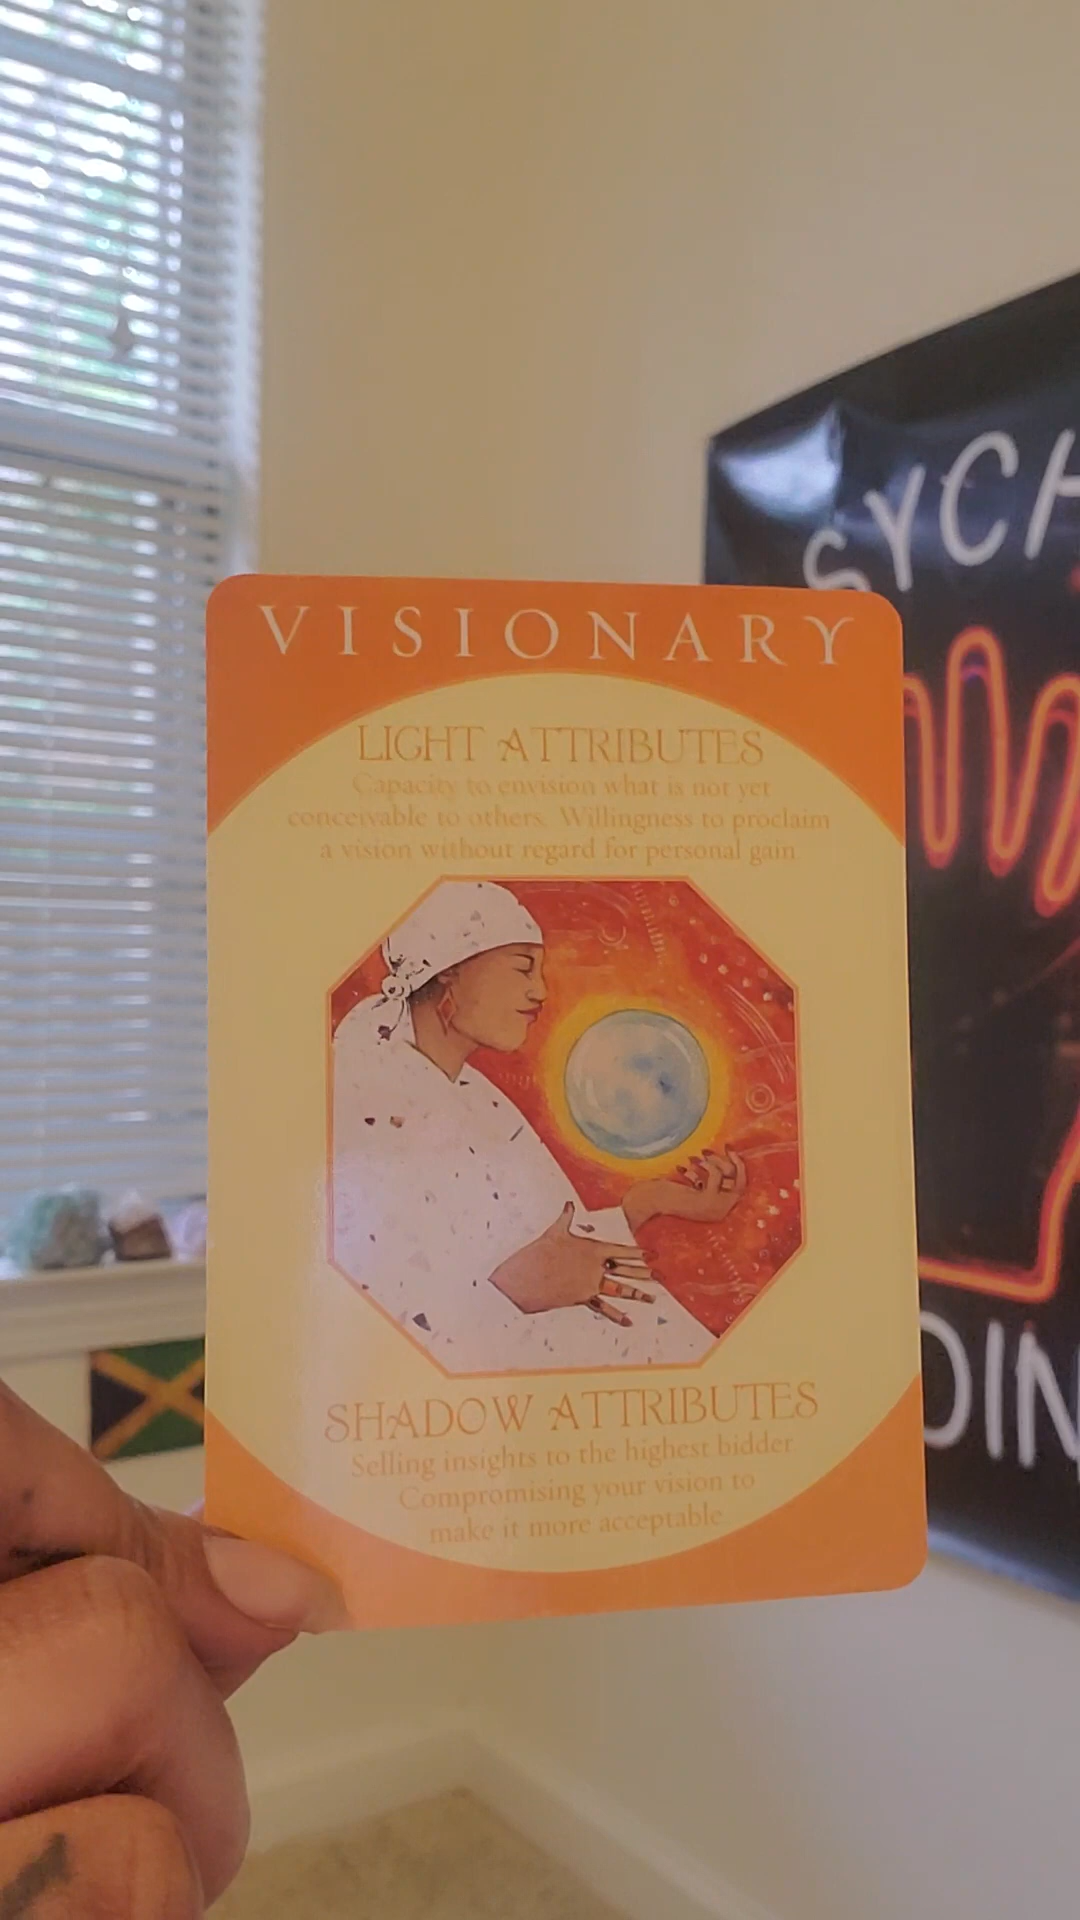 VISIONARY
LIGHT ATTRIBUTES
Capacity to envision what is not yet
conceivable to others. Willingness to proclaim
a vision without regard for personal gain
SHADOW ATTRIBUTES
Selling insights to the highest bidder
Compromising your vision to
make it more acceptable
SYCH
OIN